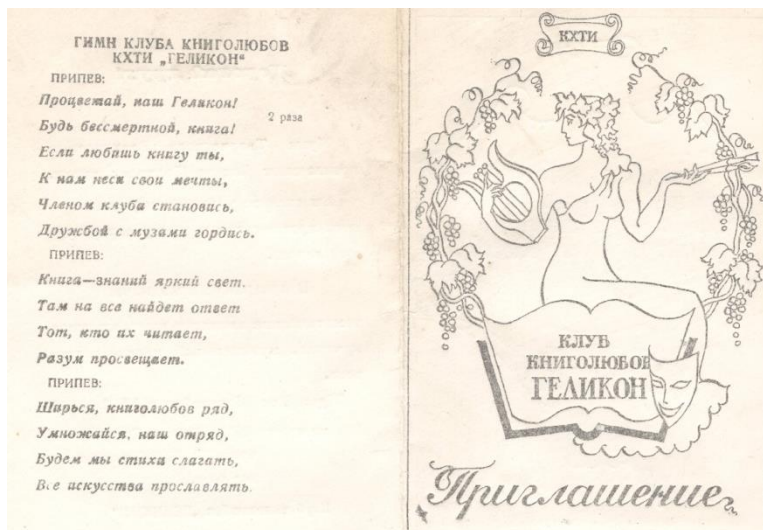 ГИМН КЛУБА КНИГОЛЮБОВ
КХТИ „ГЕЛИКОН“
ПРИПЕВ:
Процветай, наш Геликон!
Будь бессмертной, книга!
2 раза
Если любишь книгу ты,
К нам неси свои мечты,
Членом клуба становись,
Дружбой с музами гордись.
ПРИПЕВ:
Книга—знаний яркий свет.
Там на все найдет ответ
Тот, кто их читает,
Разум просвещает.
ПРИПЕВ:
Ширься, книголюбов ряд,
Умножайся, наш отряд,
Будем мы стихи слагать,
Все искусства прославлять.
КХТИ
КЛУБ
КНИГОЛЮБОВ
ГЕЛИКОН
Приглашение